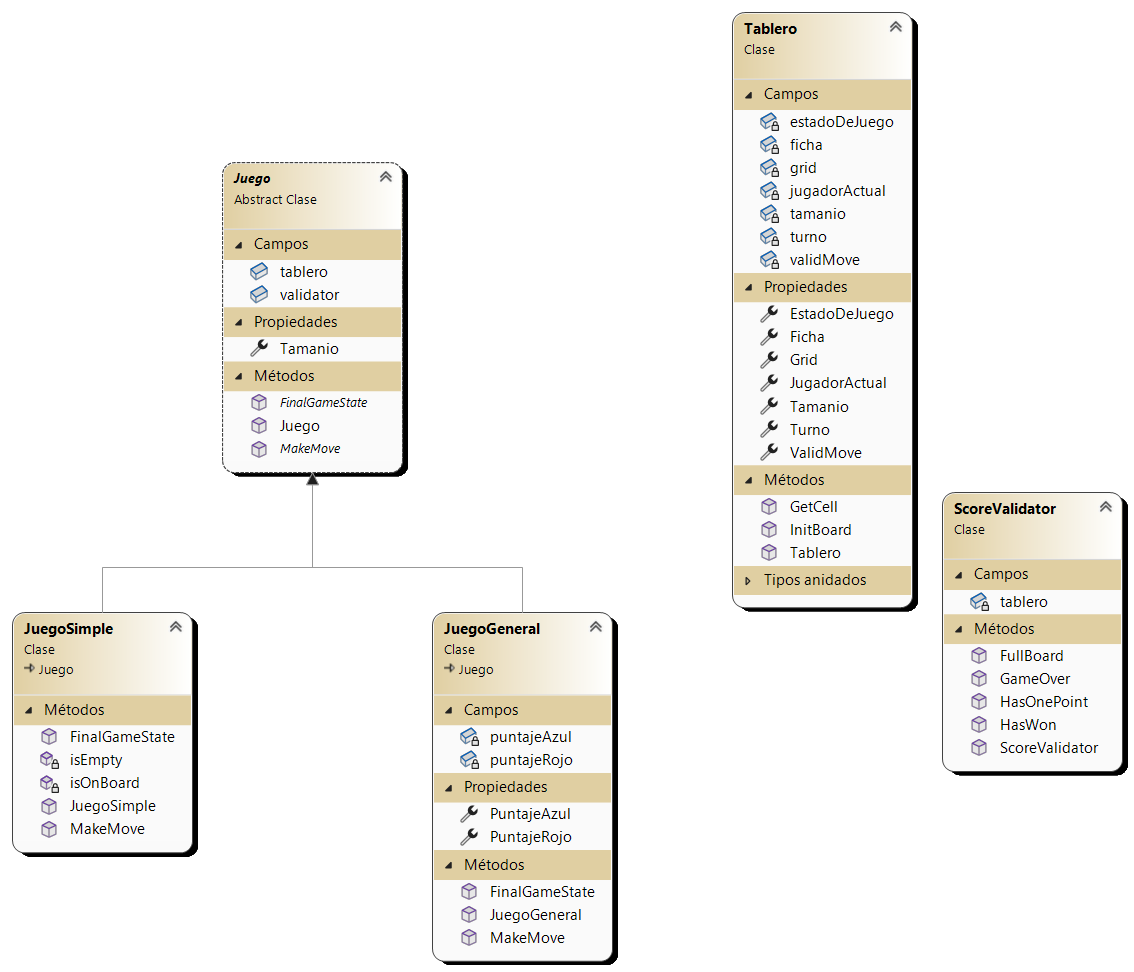 Juego
Abstract Clase
Campos
tablero
validator
Propiedades
Tamanio
Métodos
FinalGameState
Juego
MakeMove
JuegoSimple
Clase
Juego
Métodos
FinalGameState
isEmpty
isOnBoard
JuegoSimple
MakeMove
JuegoGeneral
Clase
Juego
Campos
puntajeAzul
puntajeRojo
Propiedades
PuntajeAzul
PuntajeRojo
Métodos
FinalGameState
JuegoGeneral
MakeMove
Tablero
Clase
Campos
estadoDeJuego
ficha
grid
jugadorActual
tamanio
turno
validMove
Propiedades
EstadoDeJuego
Ficha
Grid
JugadorActual
Tamanio
Turno
ValidMove
Métodos
GetCell
InitBoard
Tablero
Tipos anidados
ScoreValidator
Clase
Campos
tablero
Métodos
FullBoard
GameOver
HasOnePoint
HasWon
ScoreValidator